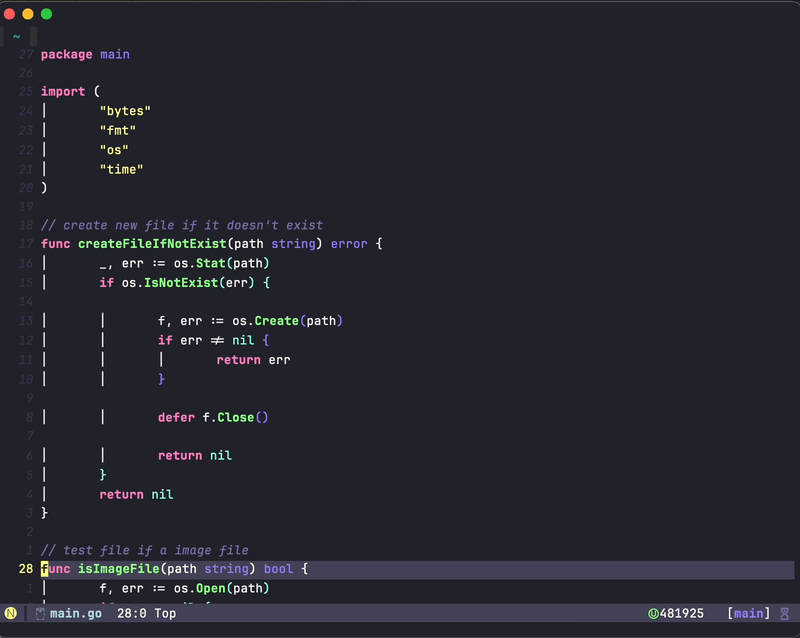 ~
27 package main
26
25 import (
24 "bytes"
23 "fmt"
22 "os"
21 "time"
20 )
19
18 // create new file if it doesn't exist
17 func createFileIfNotExist(path string) error {
16 _, err := os.Stat(path)
15 if os.IsNotExist(err) {
14
13 f, err := os.Create(path)
12 if err != nil {
11 return err
10 }
9
8 defer f.Close()
7
6 return nil
5 }
4 return nil
3 }
2
1 // test file if a image file
28 func isImageFile(path string) bool {
1 f, err := os.Open(path)
N main.go 28:0 Top U481925 [main]